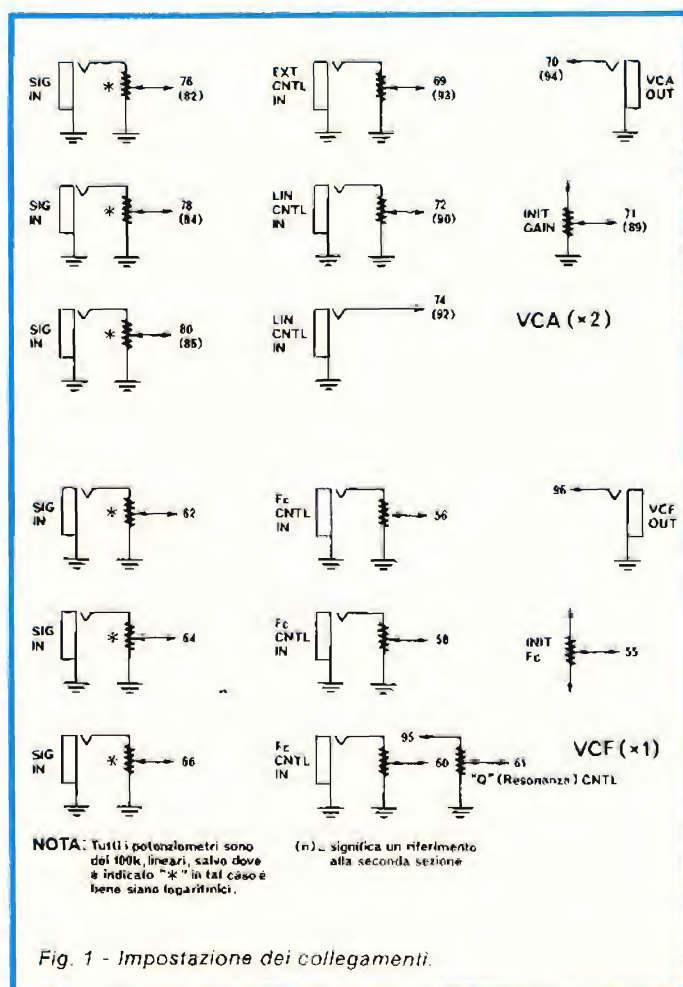 SIG IN
76 (82)
EXT CNTL IN
69 (93)
70 (94)
VCA OUT
SIG IN
78 (84)
LIN CNTL IN
72 (90)
INIT GAIN
71 (89)
SIG IN
80 (86)
LIN CNTL IN
74 (92)
VCA (×2)
SIG IN
62
Fc CNTL IN
56
96
VCF OUT
SIG IN
64
Fc CNTL IN
58
INIT Fc
55
SIG IN
66
Fc CNTL IN
60
95
61
"Q" (Resonanza) CNTL
VCF (×1)
NOTA: Tutti i potenziometri sono
dei 100k, lineari, salvo dove
è indicato "*" in tal caso è
bene siano logaritmici.
(n) = significa un riferimento
alla seconda sezione
Fig. 1 - Impostazione dei collegamenti.